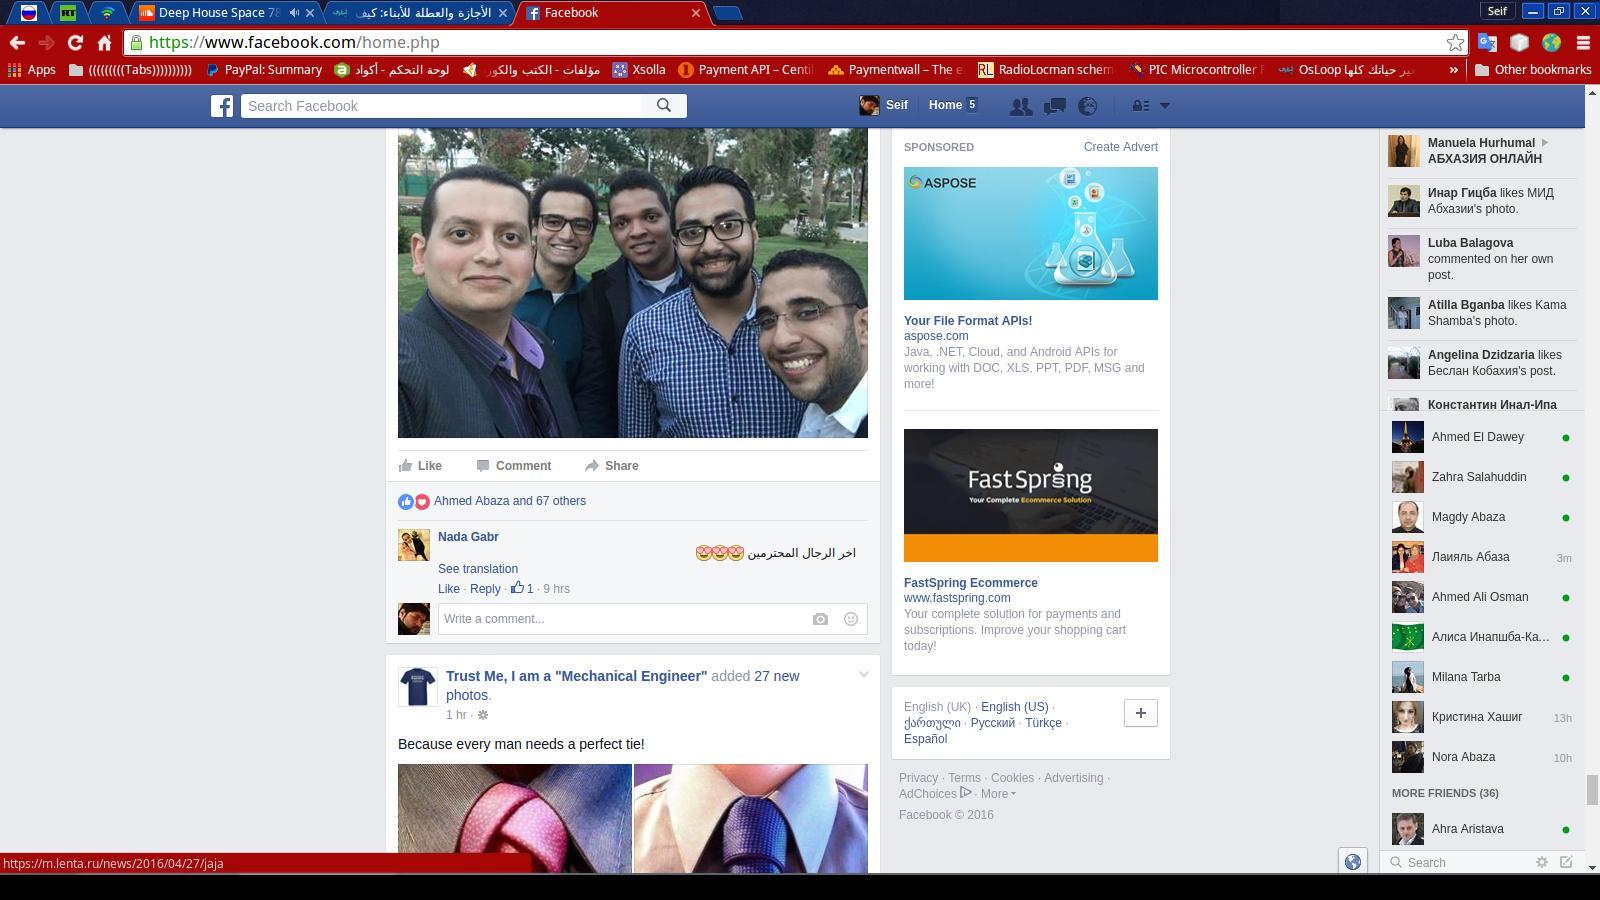 Seif
Deep House Space 78
الأجازة والعطلة للأبناء: كيف
Facebook
https://www.facebook.com/home.php
Apps
(((((((((Tabs))))))))))
PayPal: Summary
لوحة التحكم - أكواد
مؤلفات - الكتب والكور
Xsolla
Payment API – Centi
Paymentwall – The e
RadioLocman schem
PIC Microcontroller
OsLoop غير حياتك كلها
»
Other bookmarks
Search Facebook
Seif
Home 5
ASPOSE
SPONSORED
Create Advert
Your File Format APIs!
aspose.com
Java, .NET, Cloud, and Android APIs for
working with DOC, XLS, PPT, PDF, MSG and
more!
FastSpring
Your Complete Ecommerce Solution
FastSpring Ecommerce
www.fastspring.com
Your complete solution for payments and
subscriptions. Improve your shopping cart
today!
English (UK) · English (US) ·
ქართული · Русский · Türkçe ·
Español
Privacy · Terms · Cookies · Advertising ·
AdChoices · More
Facebook © 2016
Like
Comment
Share
Ahmed Abaza and 67 others
Nada Gabr
اخر الرجال المحترمين 😍😍😍
See translation
Like · Reply · 1 · 9 hrs
Write a comment...
Trust Me, I am a "Mechanical Engineer" added 27 new
photos.
1 hr ·
Because every man needs a perfect tie!
Manuela Hurhumal
АБХАЗИЯ ОНЛАЙН
Инар Гицба likes МИД
Абхазии's photo.
Luba Balagova
commented on her own
post.
Atilla Bganba likes Kama
Shamba's photo.
Angelina Dzidzaria likes
Беслан Кобахия's post.
Константин Инал-Ипа
Ahmed El Dawey
Zahra Salahuddin
Magdy Abaza
Лаияль Абаза 3m
Ahmed Ali Osman
Алиса Инапшба-Ка...
Milana Tarba
Кристина Хашиг 13h
Nora Abaza 10h
MORE FRIENDS (36)
Ahra Aristava
Search
https://m.lenta.ru/news/2016/04/27/jaja